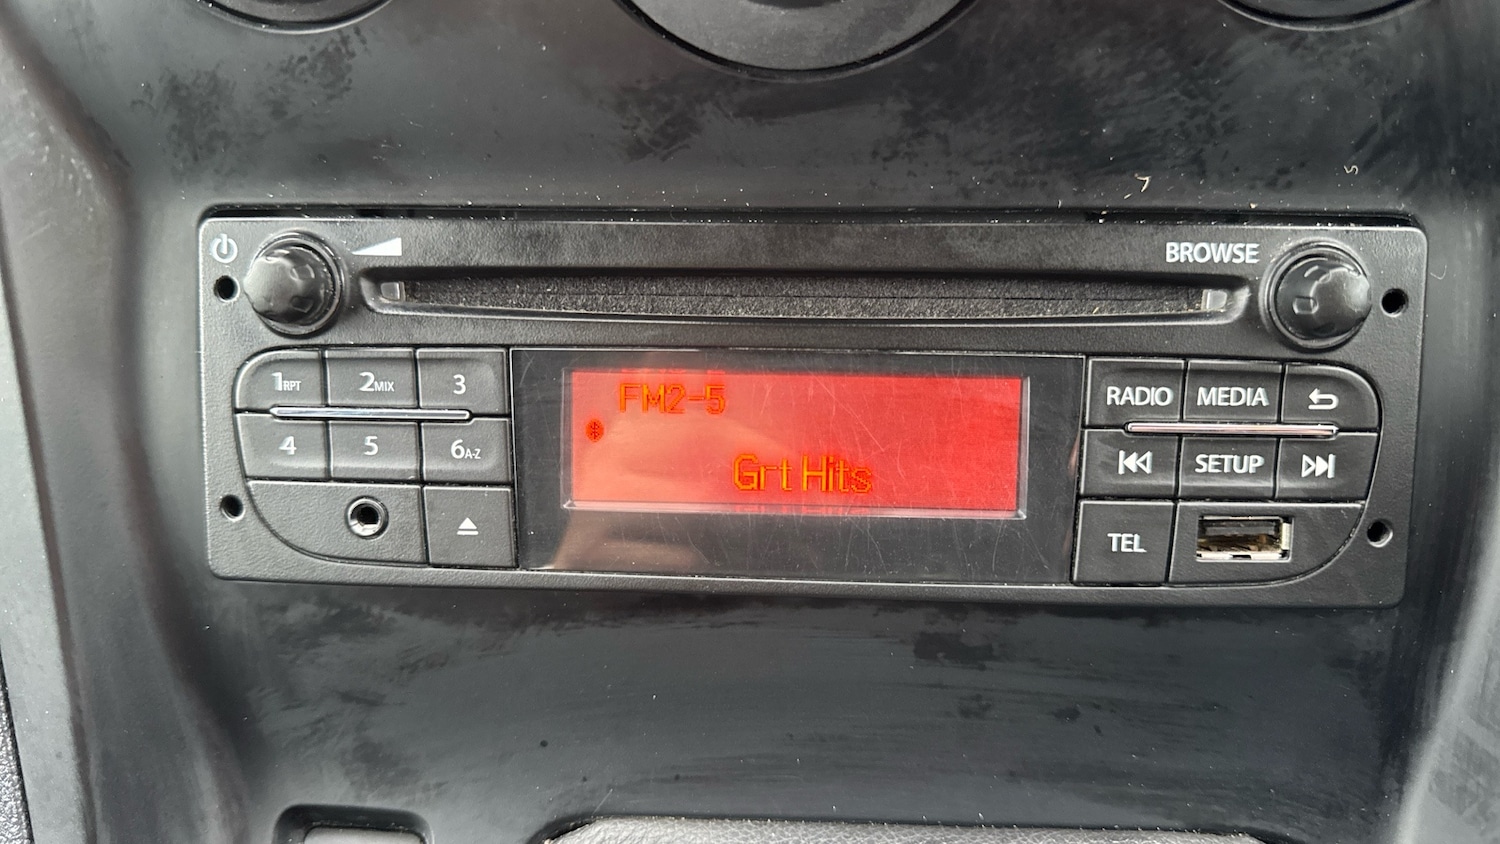 BROWSE
1RPT 2MIX 3
4 5 6A-Z
FM2-5
Grt Hits
RADIO MEDIA
SETUP
TEL